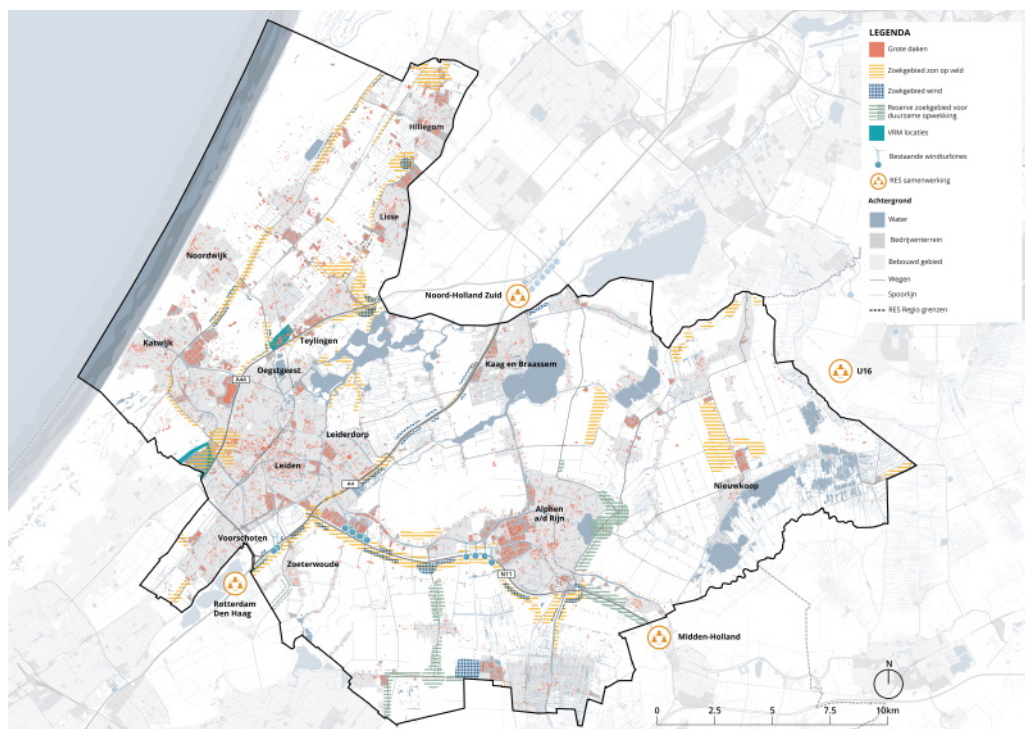 LEGENDA
Grote daken
Zoekgebied zon op veld
Zoekgebied wind
Reserve zoekgebied voor
duurzame opwekking
VRM locaties
Bestaande windturbines
RES samenwerking
Achtergrond
Water
Bedrijventerrein
Bebouwd gebied
Wegen
Spoorlijn
RES Regio grenzen
Hillegom
Lisse
Noordwijk
Noord-Holland Zuid
Katwijk
Teylingen
Oegstgeest
Kaag en Braassem
U16
A44
Leiderdorp
Leiden
A4
Nieuwkoop
Alphen
a/d Rijn
Voorschoten
Zoeterwoude
N11
Rotterdam
Den Haag
Midden-Holland
N
0 2.5 5 7.5 10km